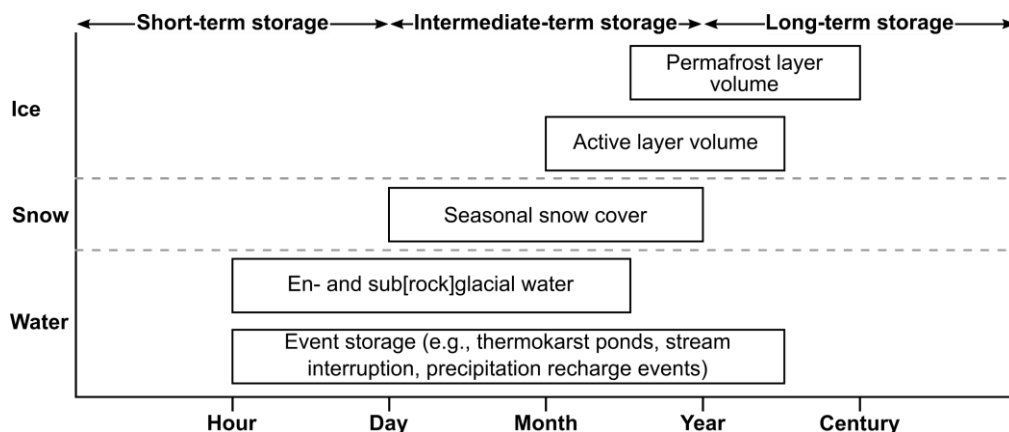 Short-term storage Intermediate-term storage Long-term storage
Ice
Permafrost layer
volume
Active layer volume
Snow
Seasonal snow cover
Water
En- and sub[rock]glacial water
Event storage (e.g., thermokarst ponds, stream
interruption, precipitation recharge events)
Hour Day Month Year Century